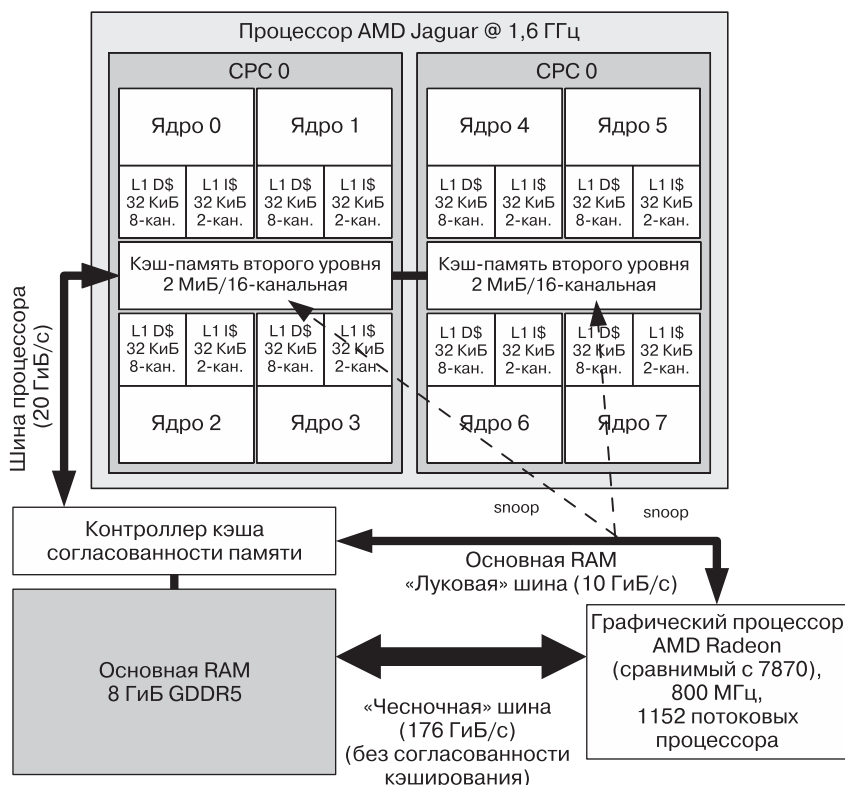 Процессор AMD Jaguar @ 1,6 ГГц
CPC 0
CPC 0
Ядро 0
Ядро 1
Ядро 4
Ядро 5
L1 D$
32 КиБ
8-кан.
L1 I$
32 КиБ
2-кан.
L1 D$
32 КиБ
8-кан.
L1 I$
32 КиБ
2-кан.
L1 D$
32 КиБ
8-кан.
L1 I$
32 КиБ
2-кан.
L1 D$
32 КиБ
8-кан.
L1 I$
32 КиБ
2-кан.
Кэш-память второго уровня
2 МиБ/16-канальная
Кэш-память второго уровня
2 МиБ/16-канальная
L1 D$
32 КиБ
8-кан.
L1 I$
32 КиБ
2-кан.
L1 D$
32 КиБ
8-кан.
L1 I$
32 КиБ
2-кан.
L1 D$
32 КиБ
8-кан.
L1 I$
32 КиБ
2-кан.
L1 D$
32 КиБ
8-кан.
L1 I$
32 КиБ
2-кан.
Ядро 2
Ядро 3
Ядро 6
Ядро 7
Шина процессора
(20 ГиБ/с)
snoop
snoop
Контроллер кэша
согласованности памяти
Основная RAM
«Луковая» шина (10 ГиБ/с)
Основная RAM
8 ГиБ GDDR5
«Чесночная» шина
(176 ГиБ/с)
(без согласованности
кэширования)
Графический процессор
AMD Radeon
(сравнимый с 7870),
800 МГц,
1152 потоковых
процессора